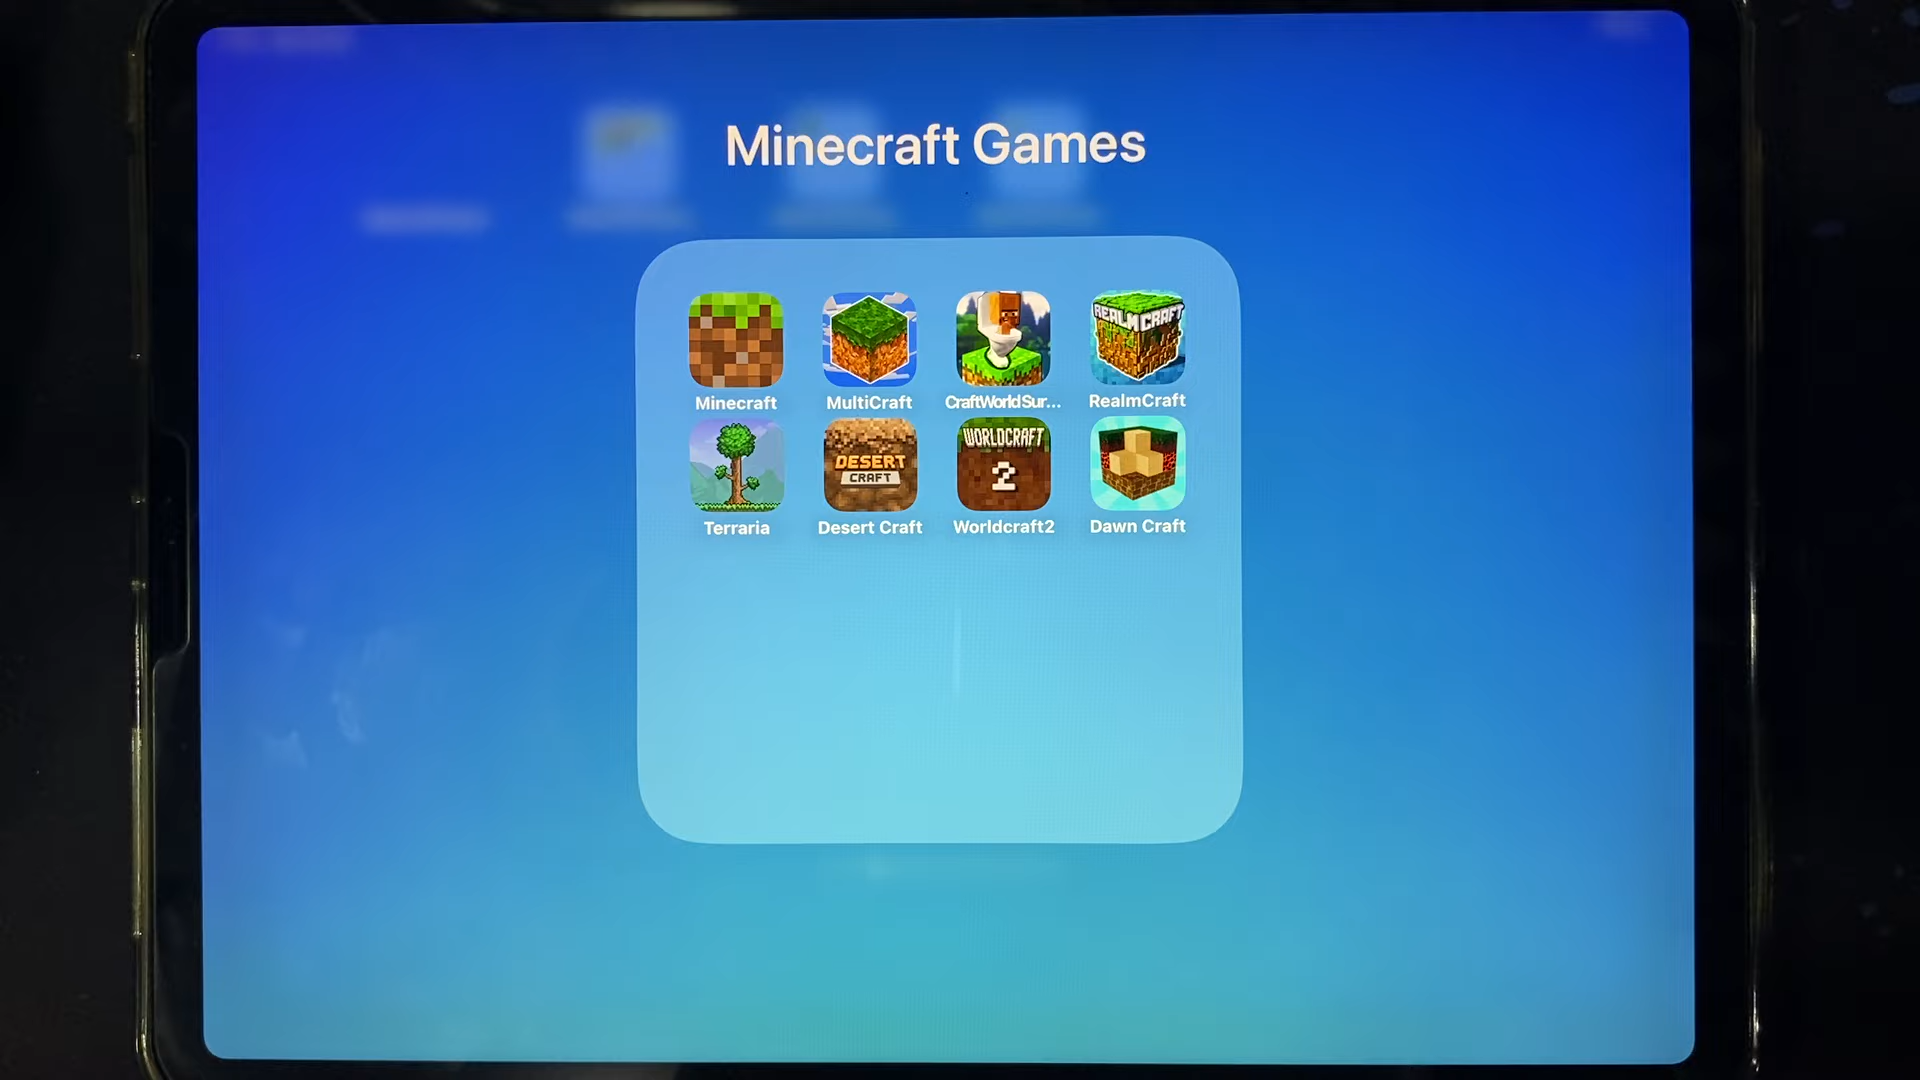 Minecraft Games
REALMCRAFT
Minecraft
MultiCraft
CraftWorldSur...
RealmCraft
DESERT
CRAFT
WORLDCRAFT
2
Terraria
Desert Craft
Worldcraft2
Dawn Craft